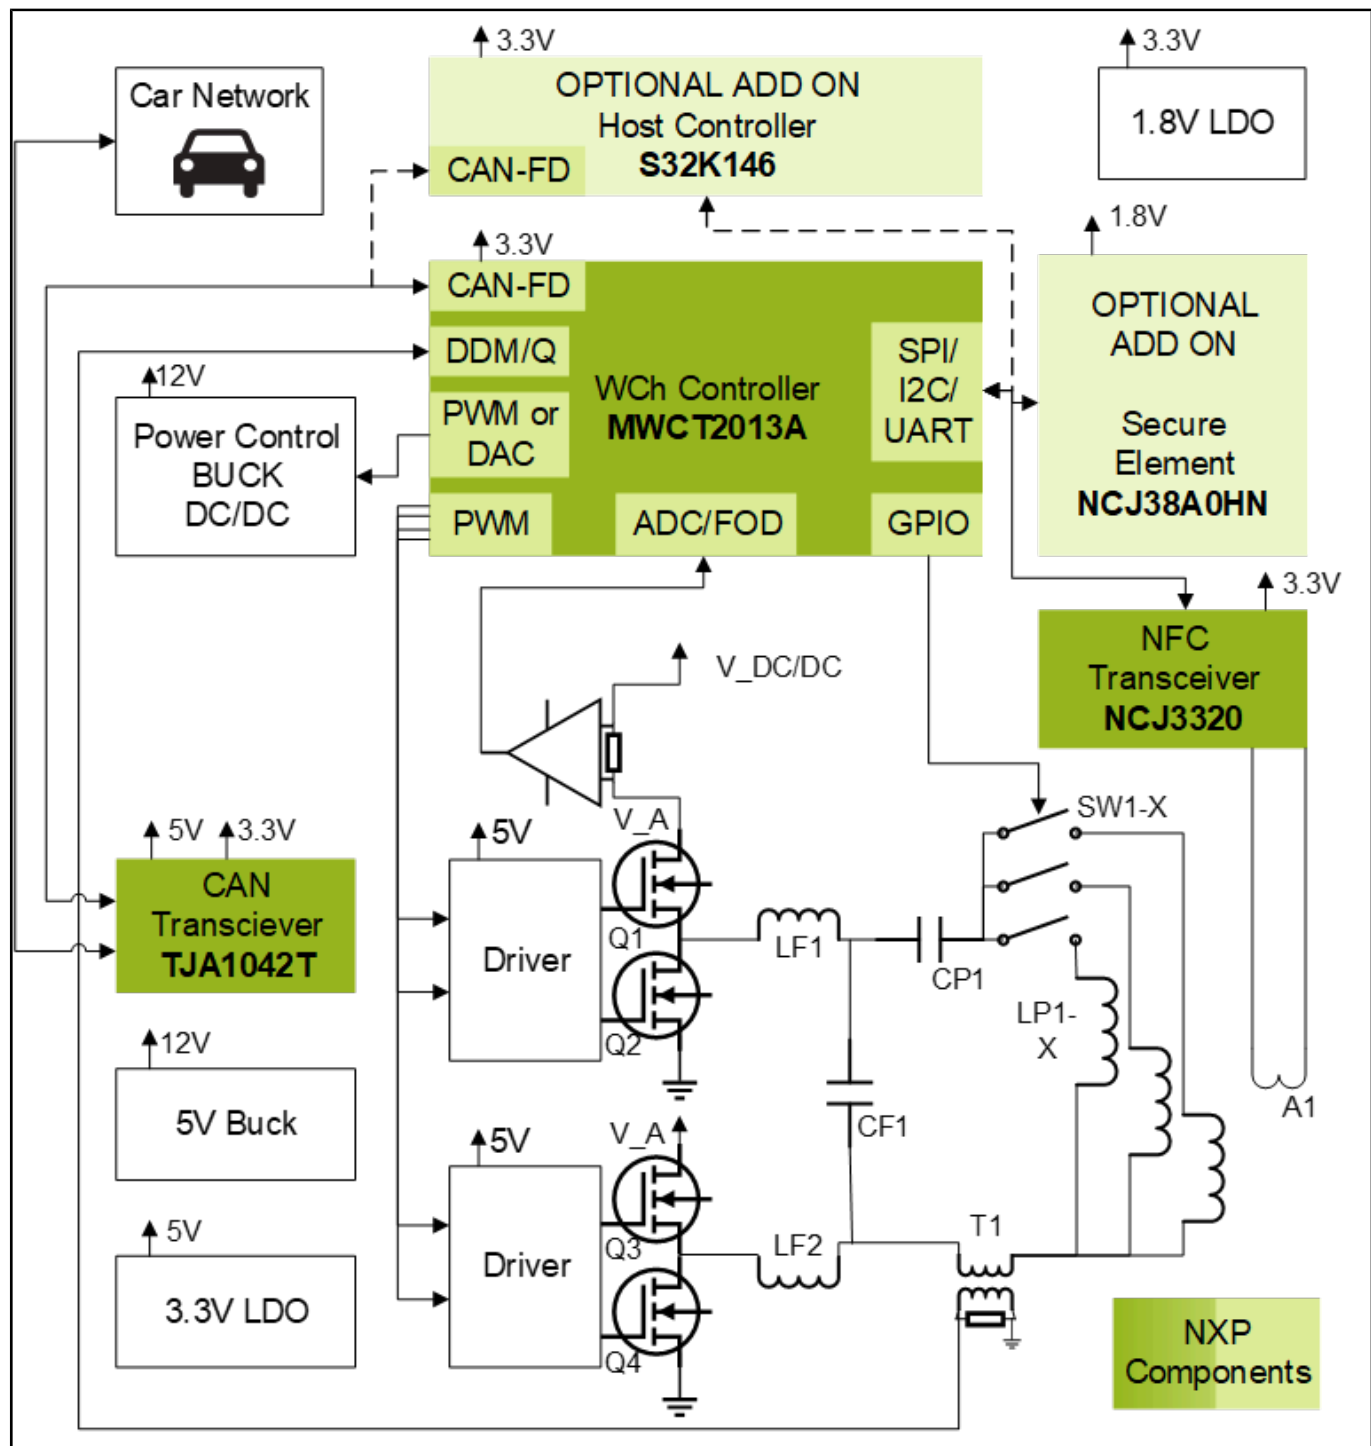 3.3V
3.3V
Car Network
OPTIONAL ADD ON
Host Controller
S32K146
CAN-FD
1.8V LDO
3.3V
1.8V
CAN-FD
DDM/Q
PWM or
DAC
PWM
WCh Controller
MWCT2013A
ADC/FOD
SPI/
I2C/
UART
GPIO
OPTIONAL
ADD ON
Secure
Element
NCJ38A0HN
12V
Power Control
BUCK
DC/DC
3.3V
NFC
Transceiver
NCJ3320
V_DC/DC
SW1-X
V_A
5V
3.3V
CAN
Transciever
TJA1042T
5V
Driver
Q1
Q2
LF1
CP1
LP1-
X
CF1
A1
12V
5V Buck
5V
V_A
Driver
Q3
Q4
LF2
T1
5V
3.3V LDO
NXP
Components